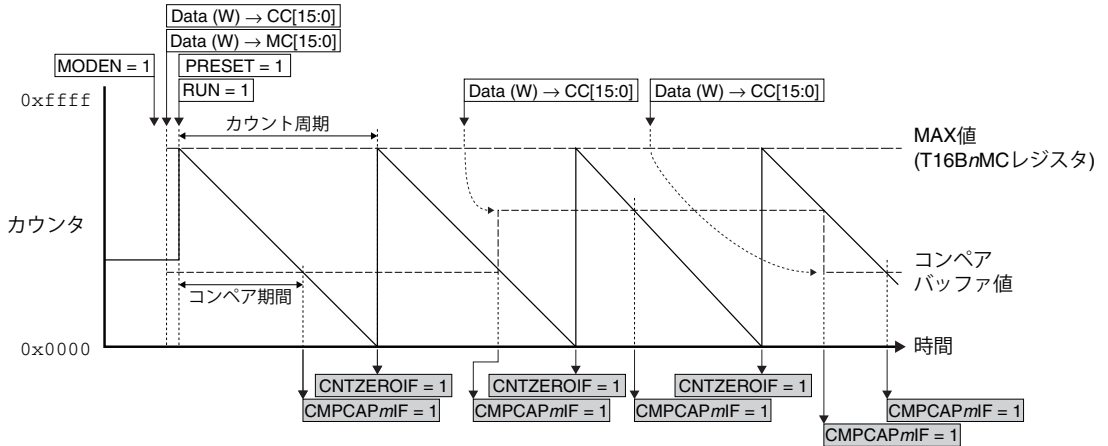 Data (W) → CC[15:0]
Data (W) → MC[15:0]
MODEN = 1
PRESET = 1
RUN = 1
Data (W) → CC[15:0]
Data (W) → CC[15:0]
0xffff
カウント周期
MAX値
(T16BnMCレジスタ)
カウンタ
コンペア
バッファ値
コンペア期間
0x0000
時間
CNTZEROIF = 1
CNTZEROIF = 1
CNTZEROIF = 1
CMPCAPmIF = 1
CMPCAPmIF = 1
CMPCAPmIF = 1
CMPCAPmIF = 1
CMPCAPmIF = 1